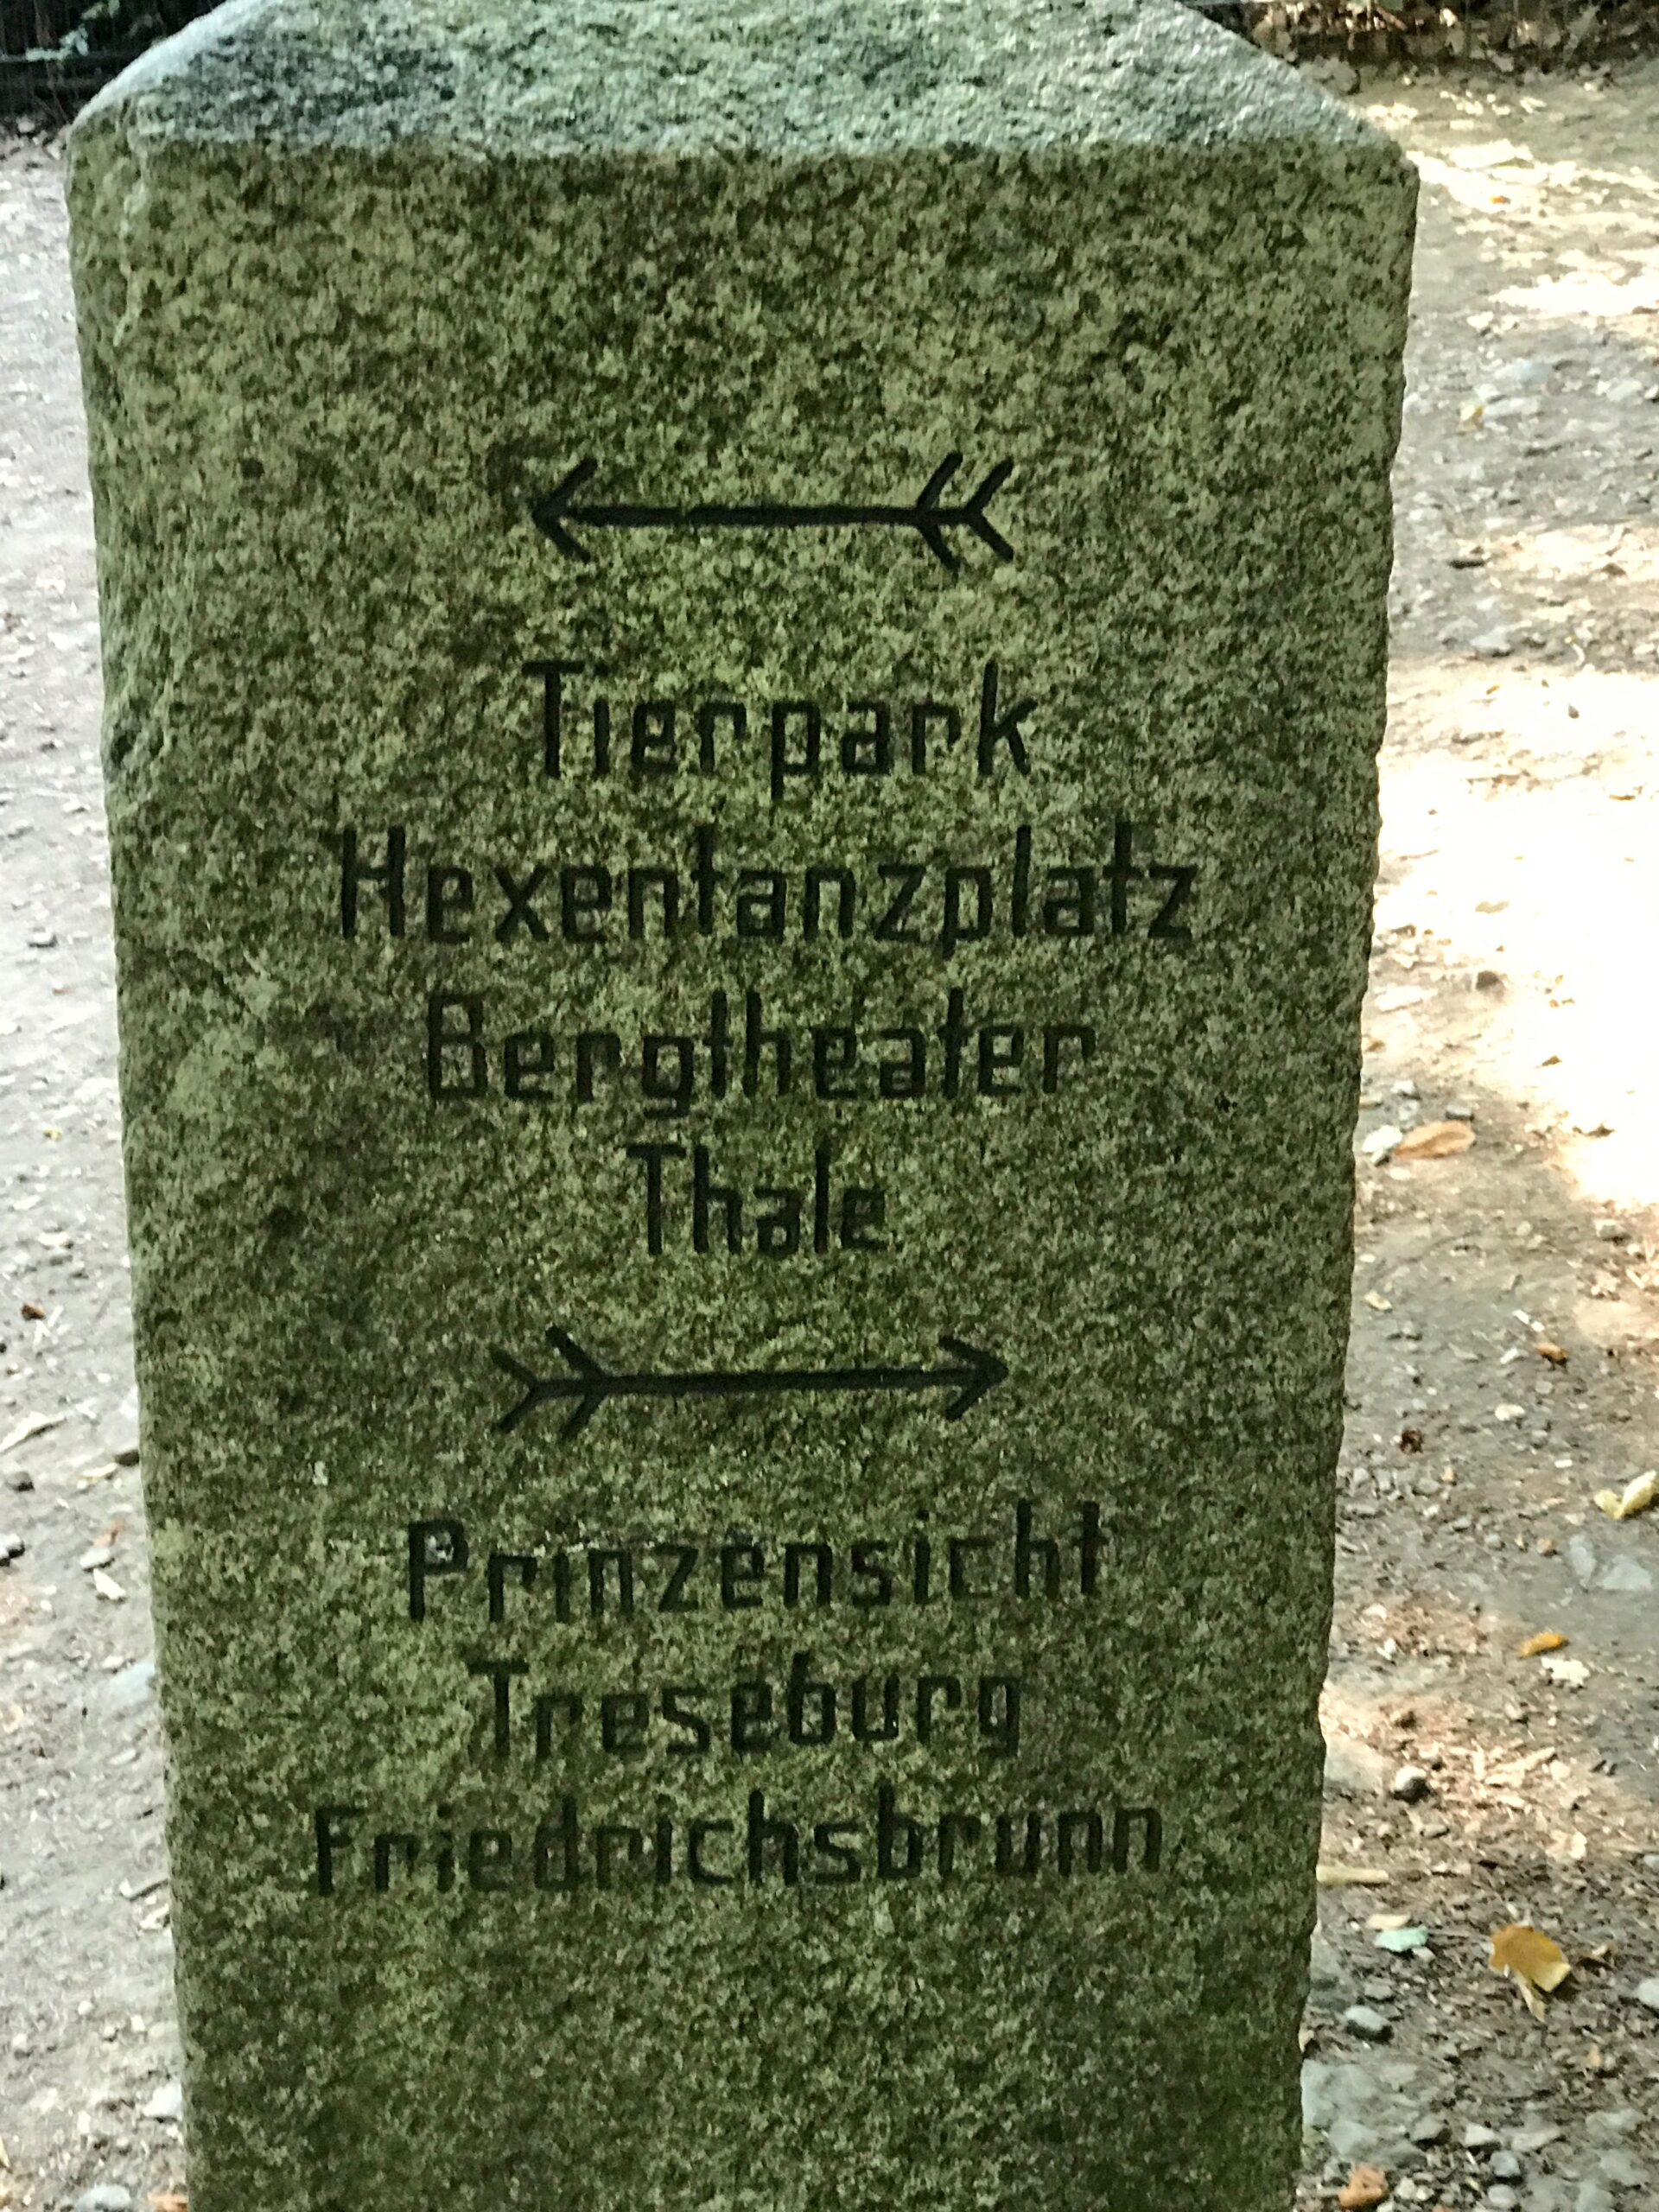 Tierpark
Hexentanzplatz
Bergtheater
Thale
Prinzensicht
Treseburg
Friedrichsbrunn